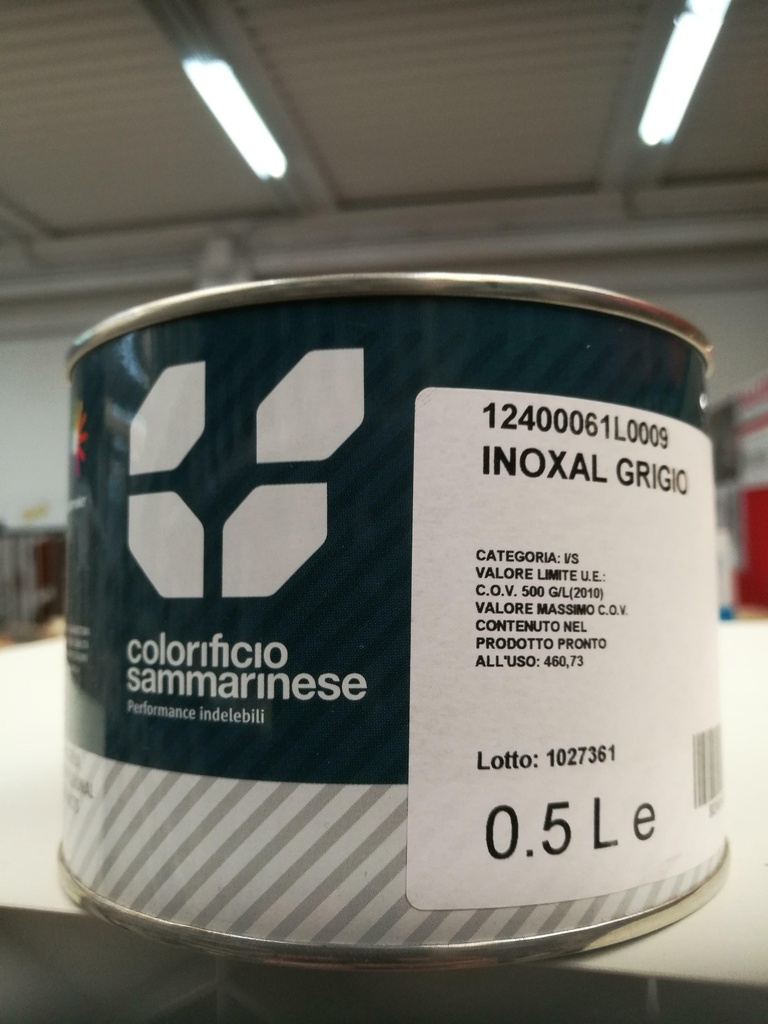 colorificio
sammarinese
Performance indelebili
12400061L0009
INOXAL GRIGIO
CATEGORIA: I/S
VALORE LIMITE U.E.:
C.O.V. 500 G/L(2010)
VALORE MASSIMO C.O.V.
CONTENUTO NEL
PRODOTTO PRONTO
ALL'USO: 460,73
Lotto: 1027361
0.5 L e